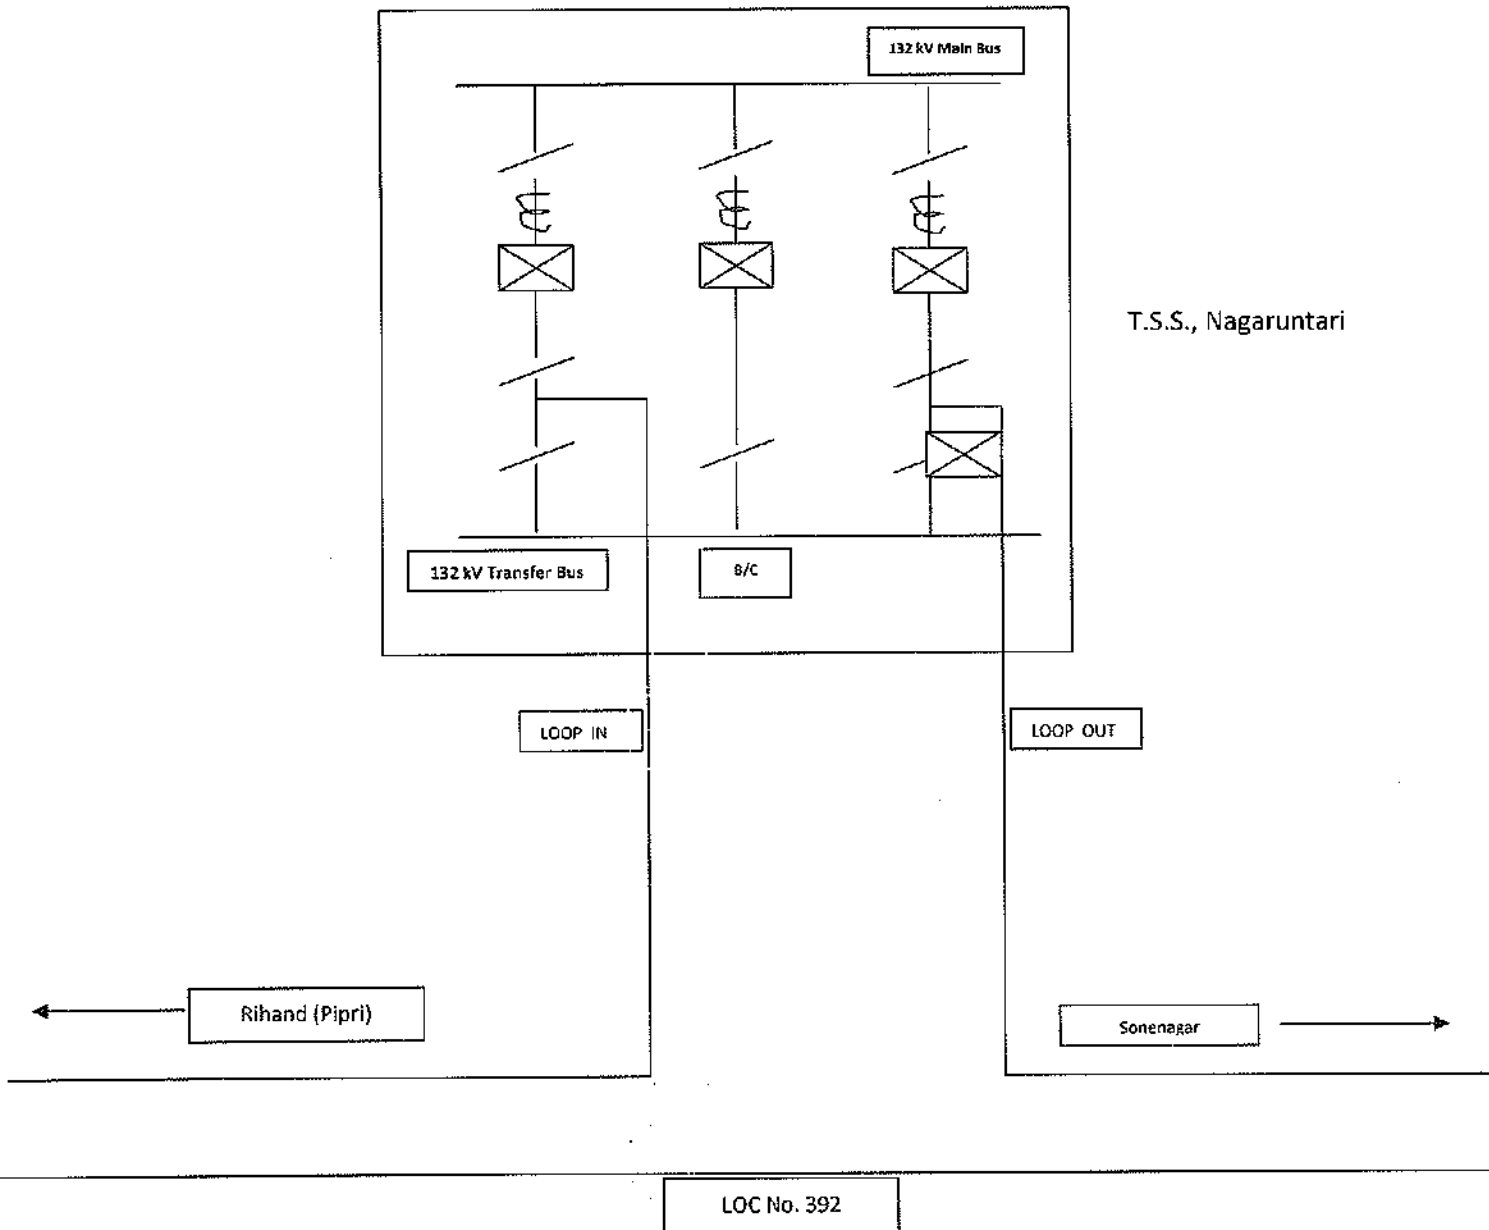 132 kV Main Bus
T.S.S., Nagaruntari
132 kV Transfer Bus
B/C
LOOP IN
LOOP OUT
Rihand (Pipri)
Sonenagar
LOC No. 392